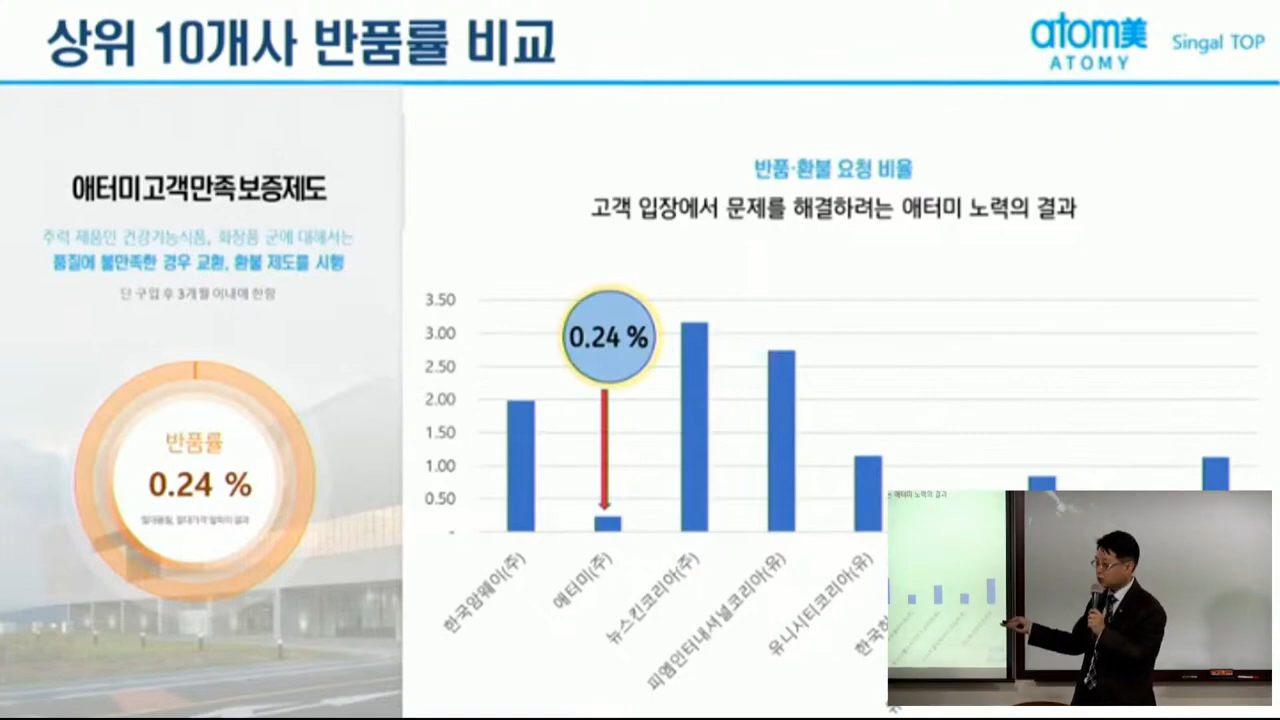 상위 10개사 반품률 비교
atom美
ATOMY
Singal TOP
애터미고객만족보증제도
주력 제품인 건강기능식품, 화장품 군에 대해서는
품질에 불만족한 경우 교환, 환불 제도를 시행
단 구입 후 3개월 이내에 한함
반품률
0.24 %
반품·환불 요청 비율
고객 입장에서 문제를 해결하려는 애터미 노력의 결과
3.50
3.00
2.50
2.00
1.50
1.00
0.50
-
0.24 %
한국암웨이(주)
애터미(주)
뉴스킨코리아(주)
피엠인터내셔널코리아(유)
유니시티코리아(유)
애터미 노력의 결과